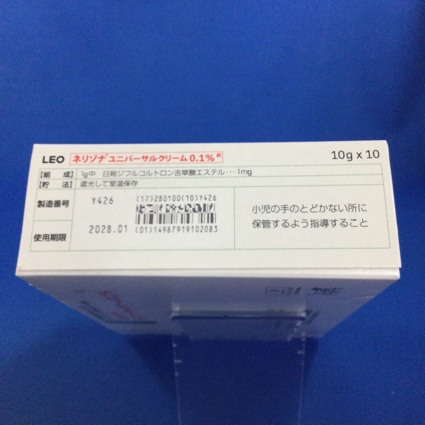 LEO ネリゾナ®ユニバーサルクリーム0.1% 10g×10
【組 成】 1g中 日局ジフルコルトロン吉草酸エステル‥‥1mg
【貯 法】 遮光して室温保存
製造番号 Y426
(17)280100(10)Y426
使用期限 2028.01
(01)14987919102083
小児の手のとどかない所に
保管するよう指導すること